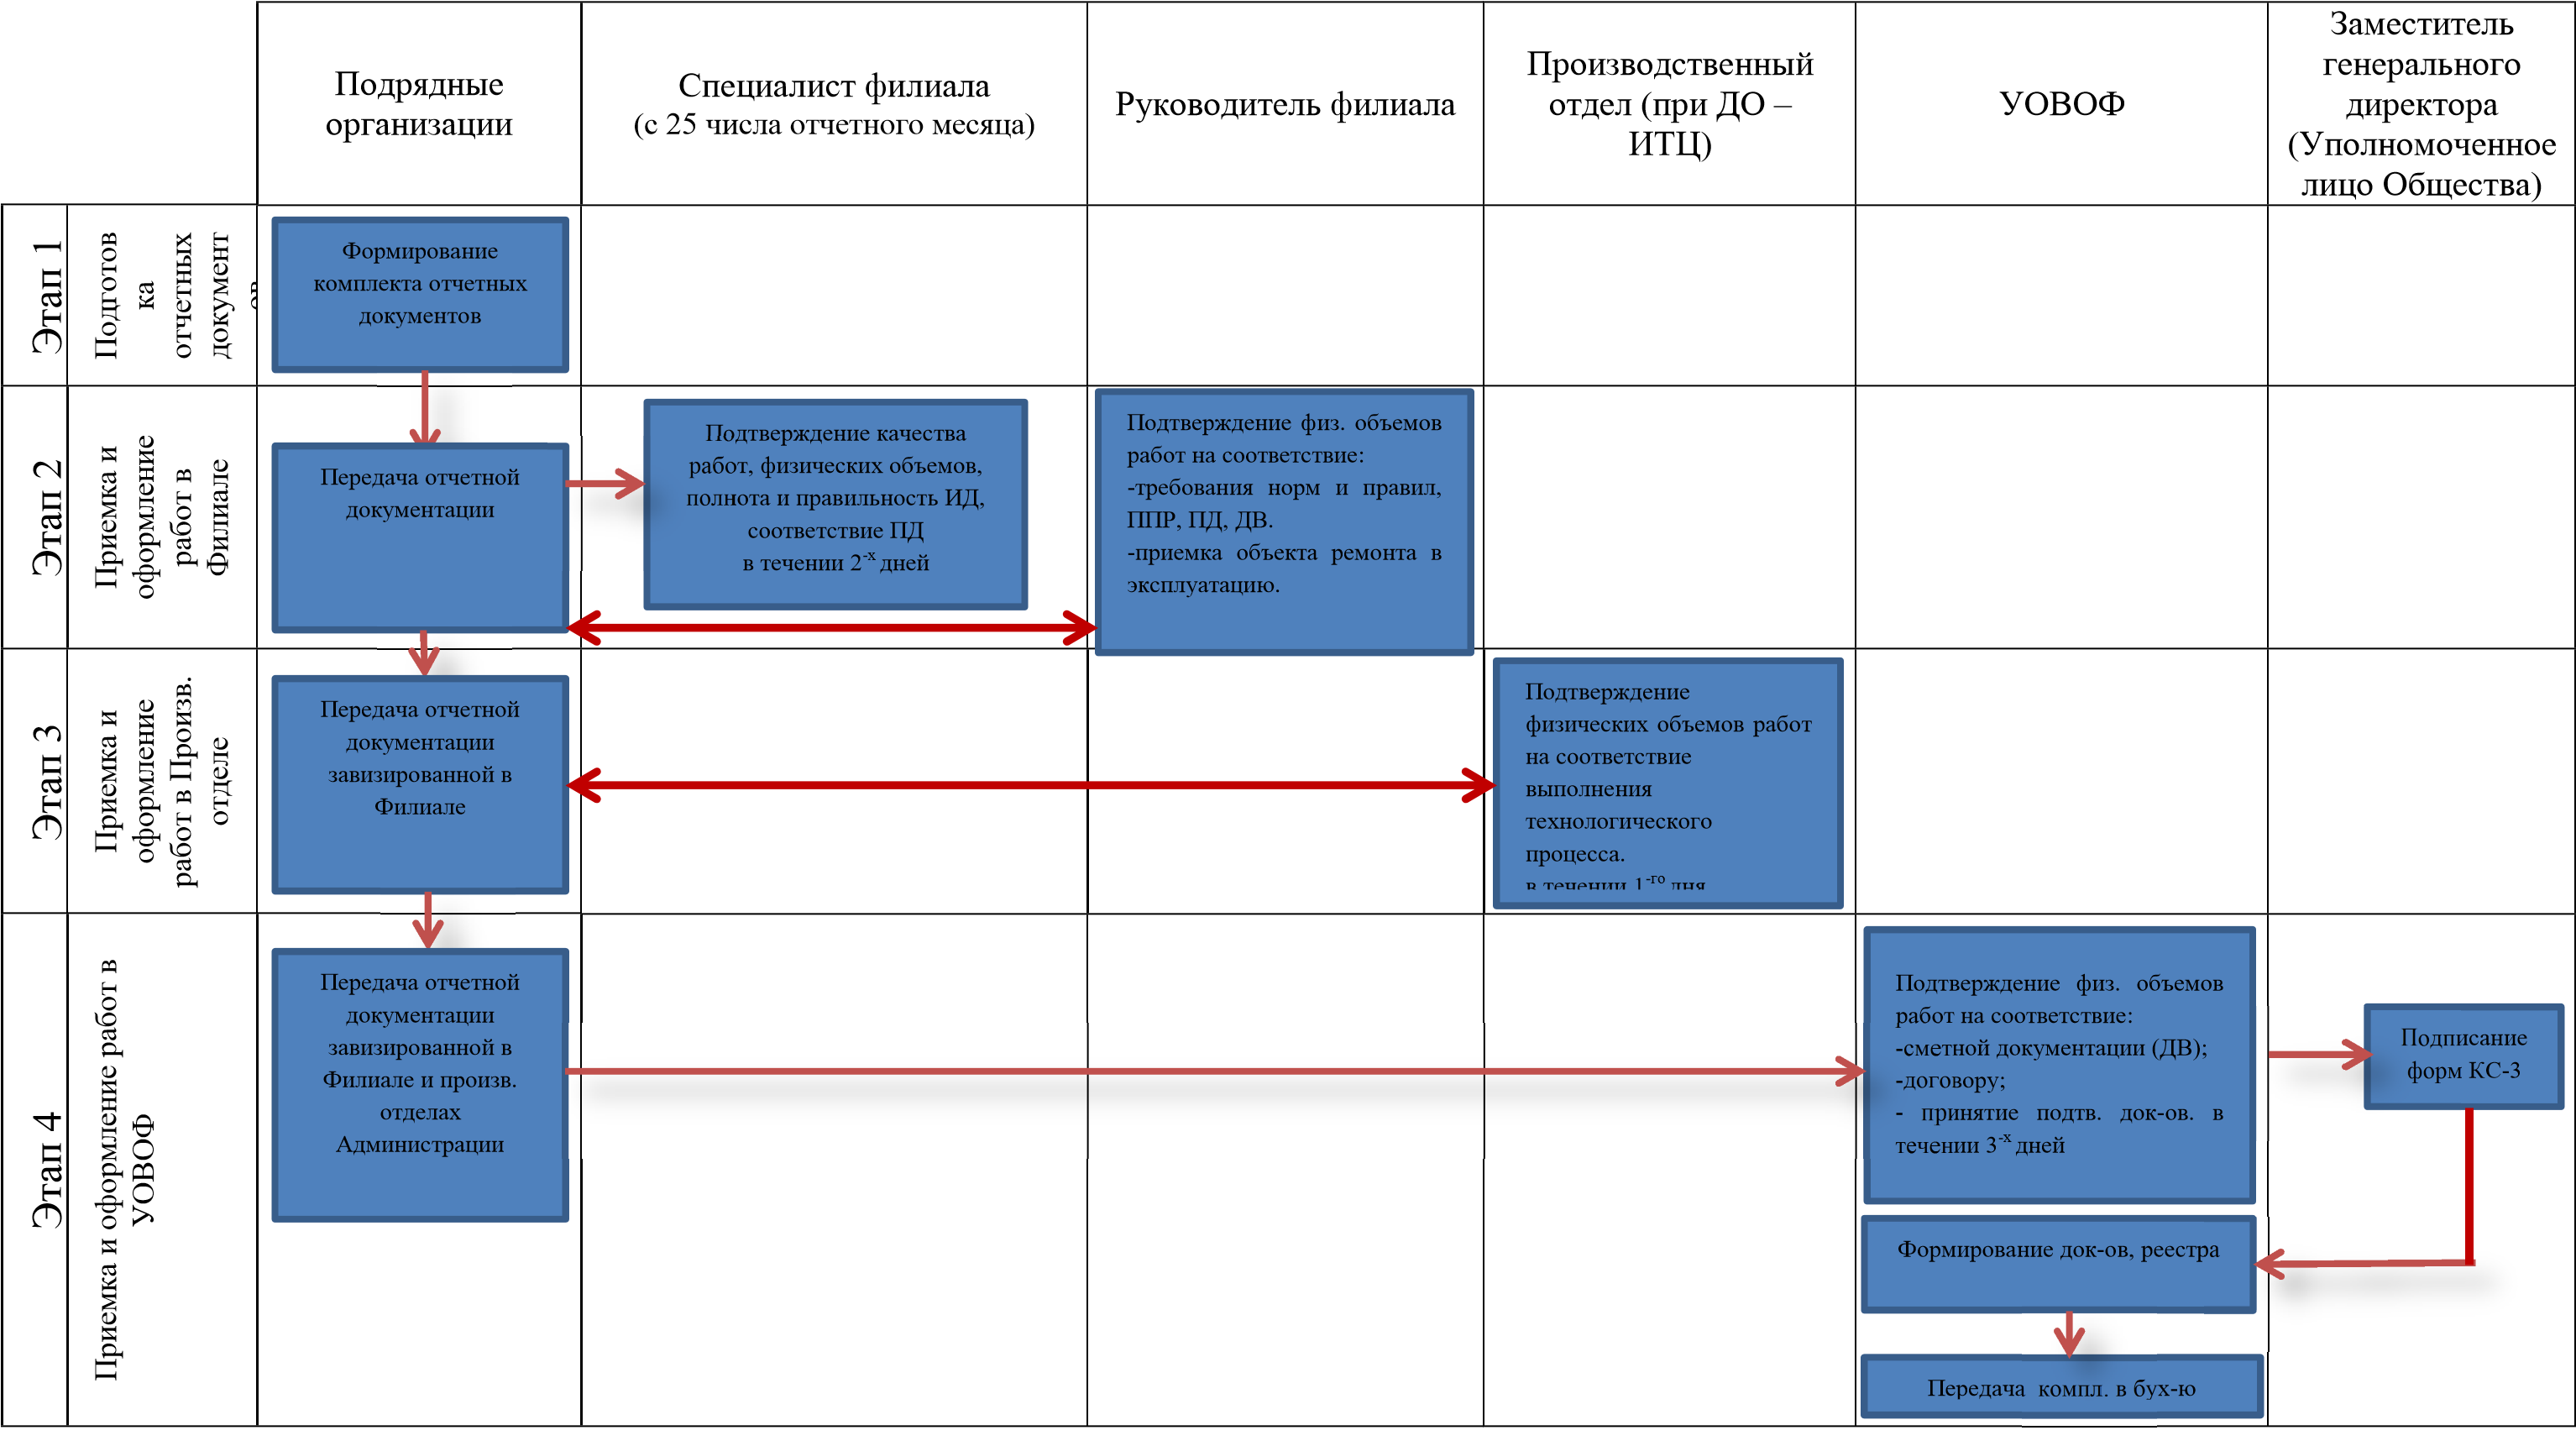 Подрядные
организации
Специалист филиала
(с 25 числа отчетного месяца)
Руководитель филиала
Производственный
отдел (при ДО –
ИТЦ)
УОВОФ
Заместитель
генерального
директора
(Уполномоченное
лицо Общества)
Этап 1
Подготов
ка
отчетных
документ
ов
Формирование
комплекта отчетных
документов
Этап 2
Приемка и
оформление
работ в
Филиале
Передача отчетной
документации
Подтверждение качества
работ, физических объемов,
полнота и правильность ИД,
соответствие ПД
в течении 2-х дней
Подтверждение физ. объемов
работ на соответствие:
-требования норм и правил,
ППР, ПД, ДВ.
-приемка объекта ремонта в
эксплуатацию.
Этап 3
Приемка и
оформление
работ в Произв.
отделе
Передача отчетной
документации
завизированной в
Филиале
Подтверждение
физических объемов работ
на соответствие
выполнения
технологического
процесса.
в течении 1-го дня
Этап 4
Приемка и оформление работ в
УОВОФ
Передача отчетной
документации
завизированной в
Филиале и произв.
отделах
Администрации
Подтверждение физ. объемов
работ на соответствие:
-сметной документации (ДВ);
-договору;
- принятие подтв. док-ов. в
течении 3-х дней
Подписание
форм КС-3
Формирование док-ов, реестра
Передача компл. в бух-ю